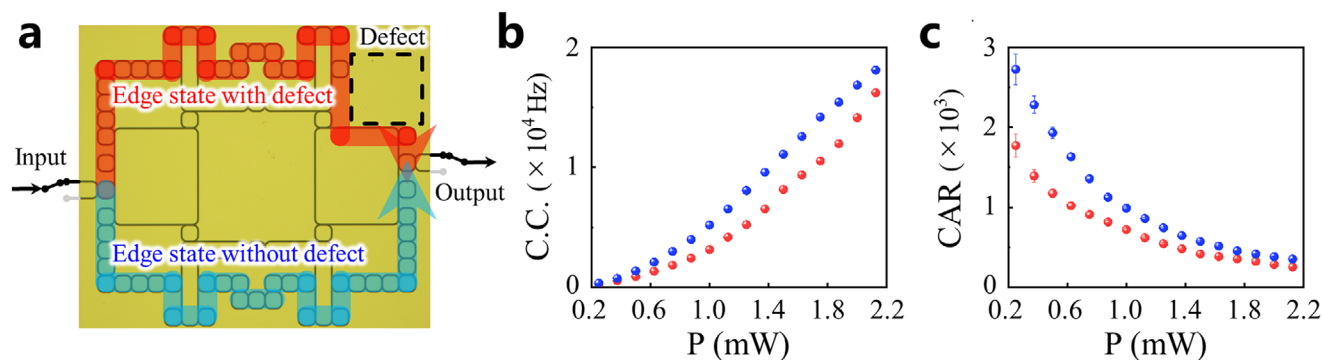 a
Defect
Edge state with defect
Input
Output
Edge state without defect
b
C.C. (×10⁴ Hz)
2
1
0
0.2 0.6 1.0 1.4 1.8 2.2
P (mW)
c
CAR (×10³)
3
2
1
0
0.2 0.6 1.0 1.4 1.8 2.2
P (mW)